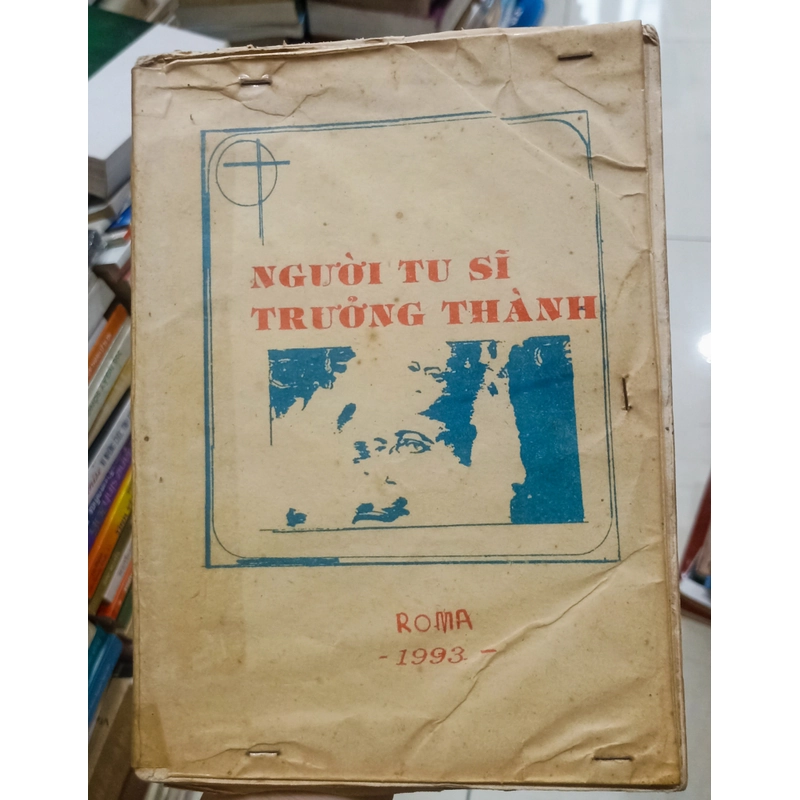 NGƯỜI TU SĨ
TRƯỞNG THÀNH
ROMA
- 1993 -